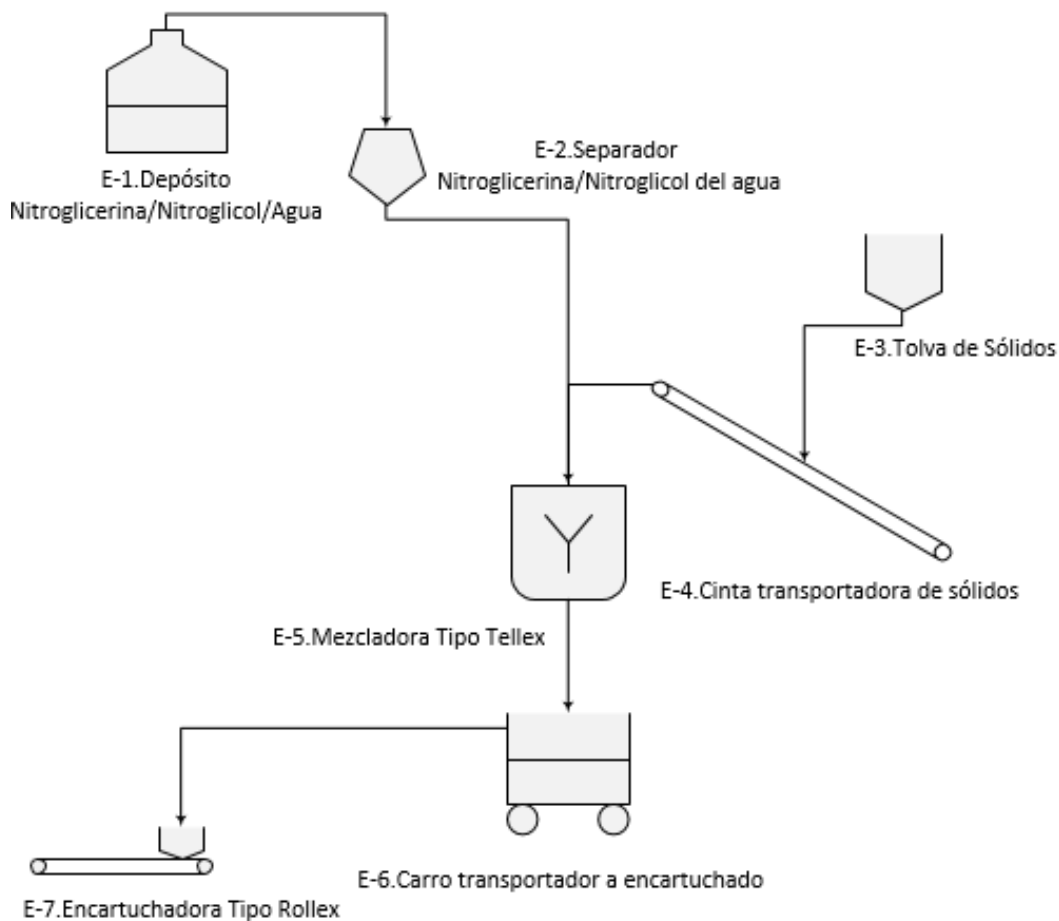 E-1.Depósito
Nitroglicerina/Nitroglicol/Agua
E-2.Separador
Nitroglicerina/Nitroglicol del agua
E-3.Tolva de Sólidos
E-4.Cinta transportadora de sólidos
E-5.Mezcladora Tipo Tellex
E-6.Carro transportador a encartuchado
E-7.Encartuchadora Tipo Rollex